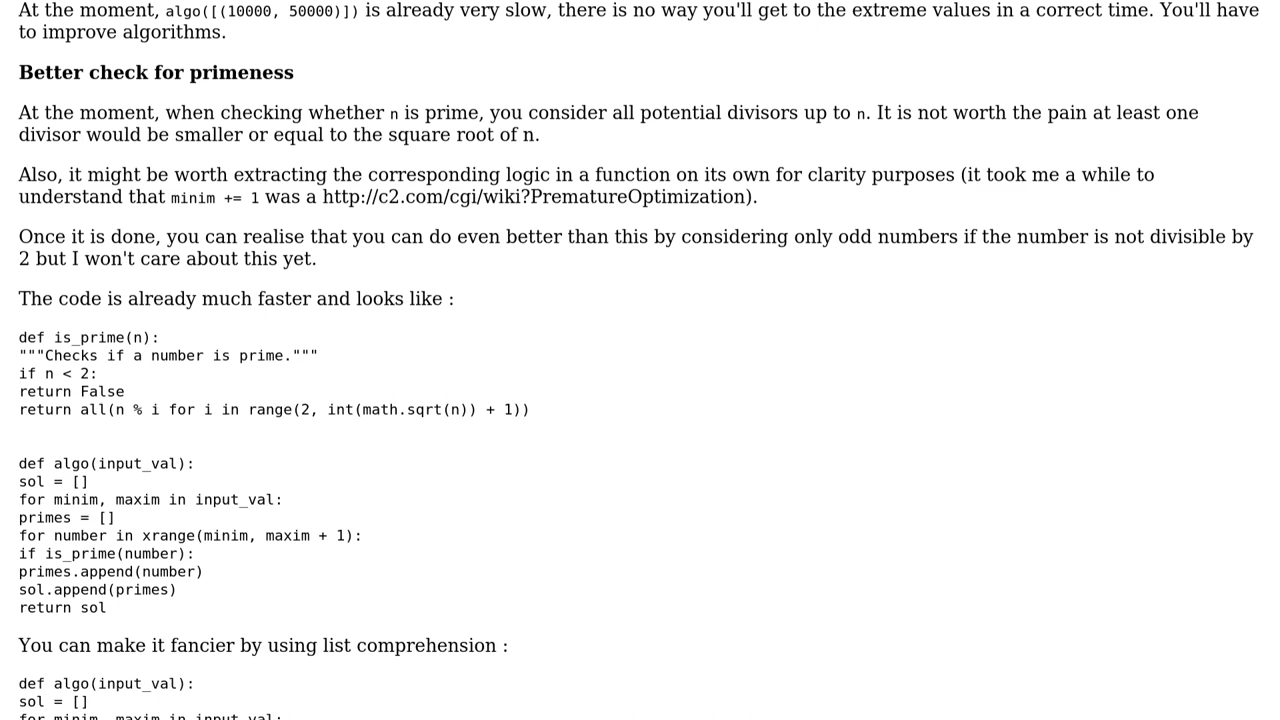 At the moment, algo([(10000, 50000)]) is already very slow, there is no way you'll get to the extreme values in a correct time. You'll have
to improve algorithms.
Better check for primeness
At the moment, when checking whether n is prime, you consider all potential divisors up to n. It is not worth the pain at least one
divisor would be smaller or equal to the square root of n.
Also, it might be worth extracting the corresponding logic in a function on its own for clarity purposes (it took me a while to
understand that minim += 1 was a http://c2.com/cgi/wiki?PrematureOptimization).
Once it is done, you can realise that you can do even better than this by considering only odd numbers if the number is not divisible by
2 but I won't care about this yet.
The code is already much faster and looks like :
def is_prime(n):
"""Checks if a number is prime."""
if n < 2:
return False
return all(n % i for i in range(2, int(math.sqrt(n)) + 1))
def algo(input_val):
sol = []
for minim, maxim in input_val:
primes = []
for number in xrange(minim, maxim + 1):
if is_prime(number):
primes.append(number)
sol.append(primes)
return sol
You can make it fancier by using list comprehension :
def algo(input_val):
sol = []
for minim, maxim in input_val: